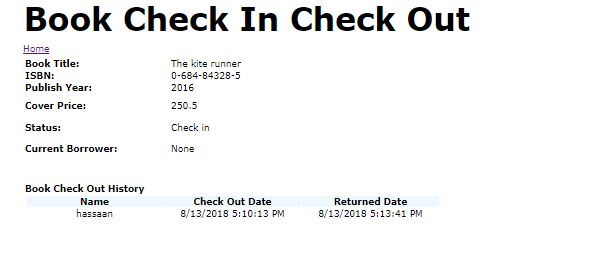 Book Check In Check Out
Home
Book Title: The kite runner
ISBN: 0-684-84328-5
Publish Year: 2016
Cover Price: 250.5
Status: Check in
Current Borrower: None
Book Check Out History
Name Check Out Date Returned Date
hassaan 8/13/2018 5:10:13 PM 8/13/2018 5:13:41 PM